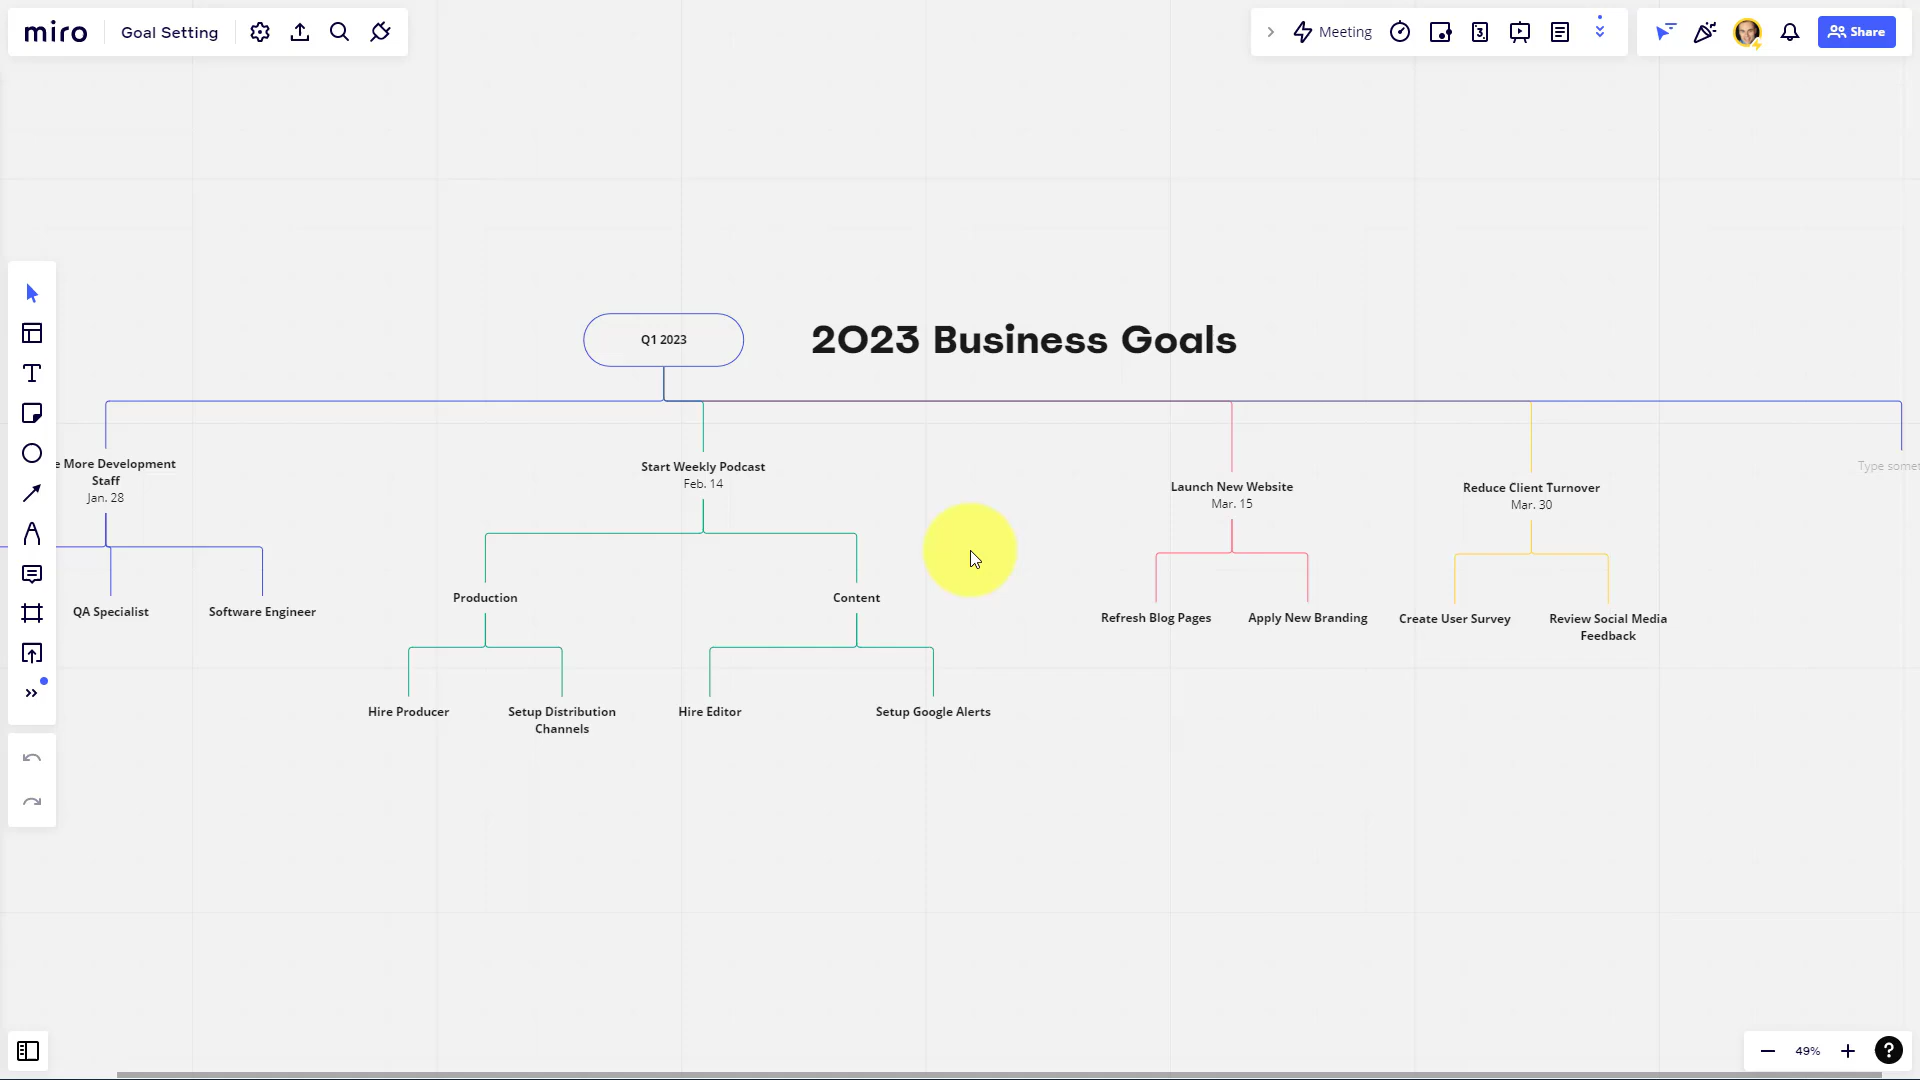 miro
Goal Setting
Meeting
Share
Q1 2023
2023 Business Goals
e More Development
Staff
Jan. 28
Start Weekly Podcast
Feb. 14
Launch New Website
Mar. 15
Reduce Client Turnover
Mar. 30
Type somet
QA Specialist
Software Engineer
Production
Content
Refresh Blog Pages
Apply New Branding
Create User Survey
Review Social Media
Feedback
Hire Producer
Setup Distribution
Channels
Hire Editor
Setup Google Alerts
49%